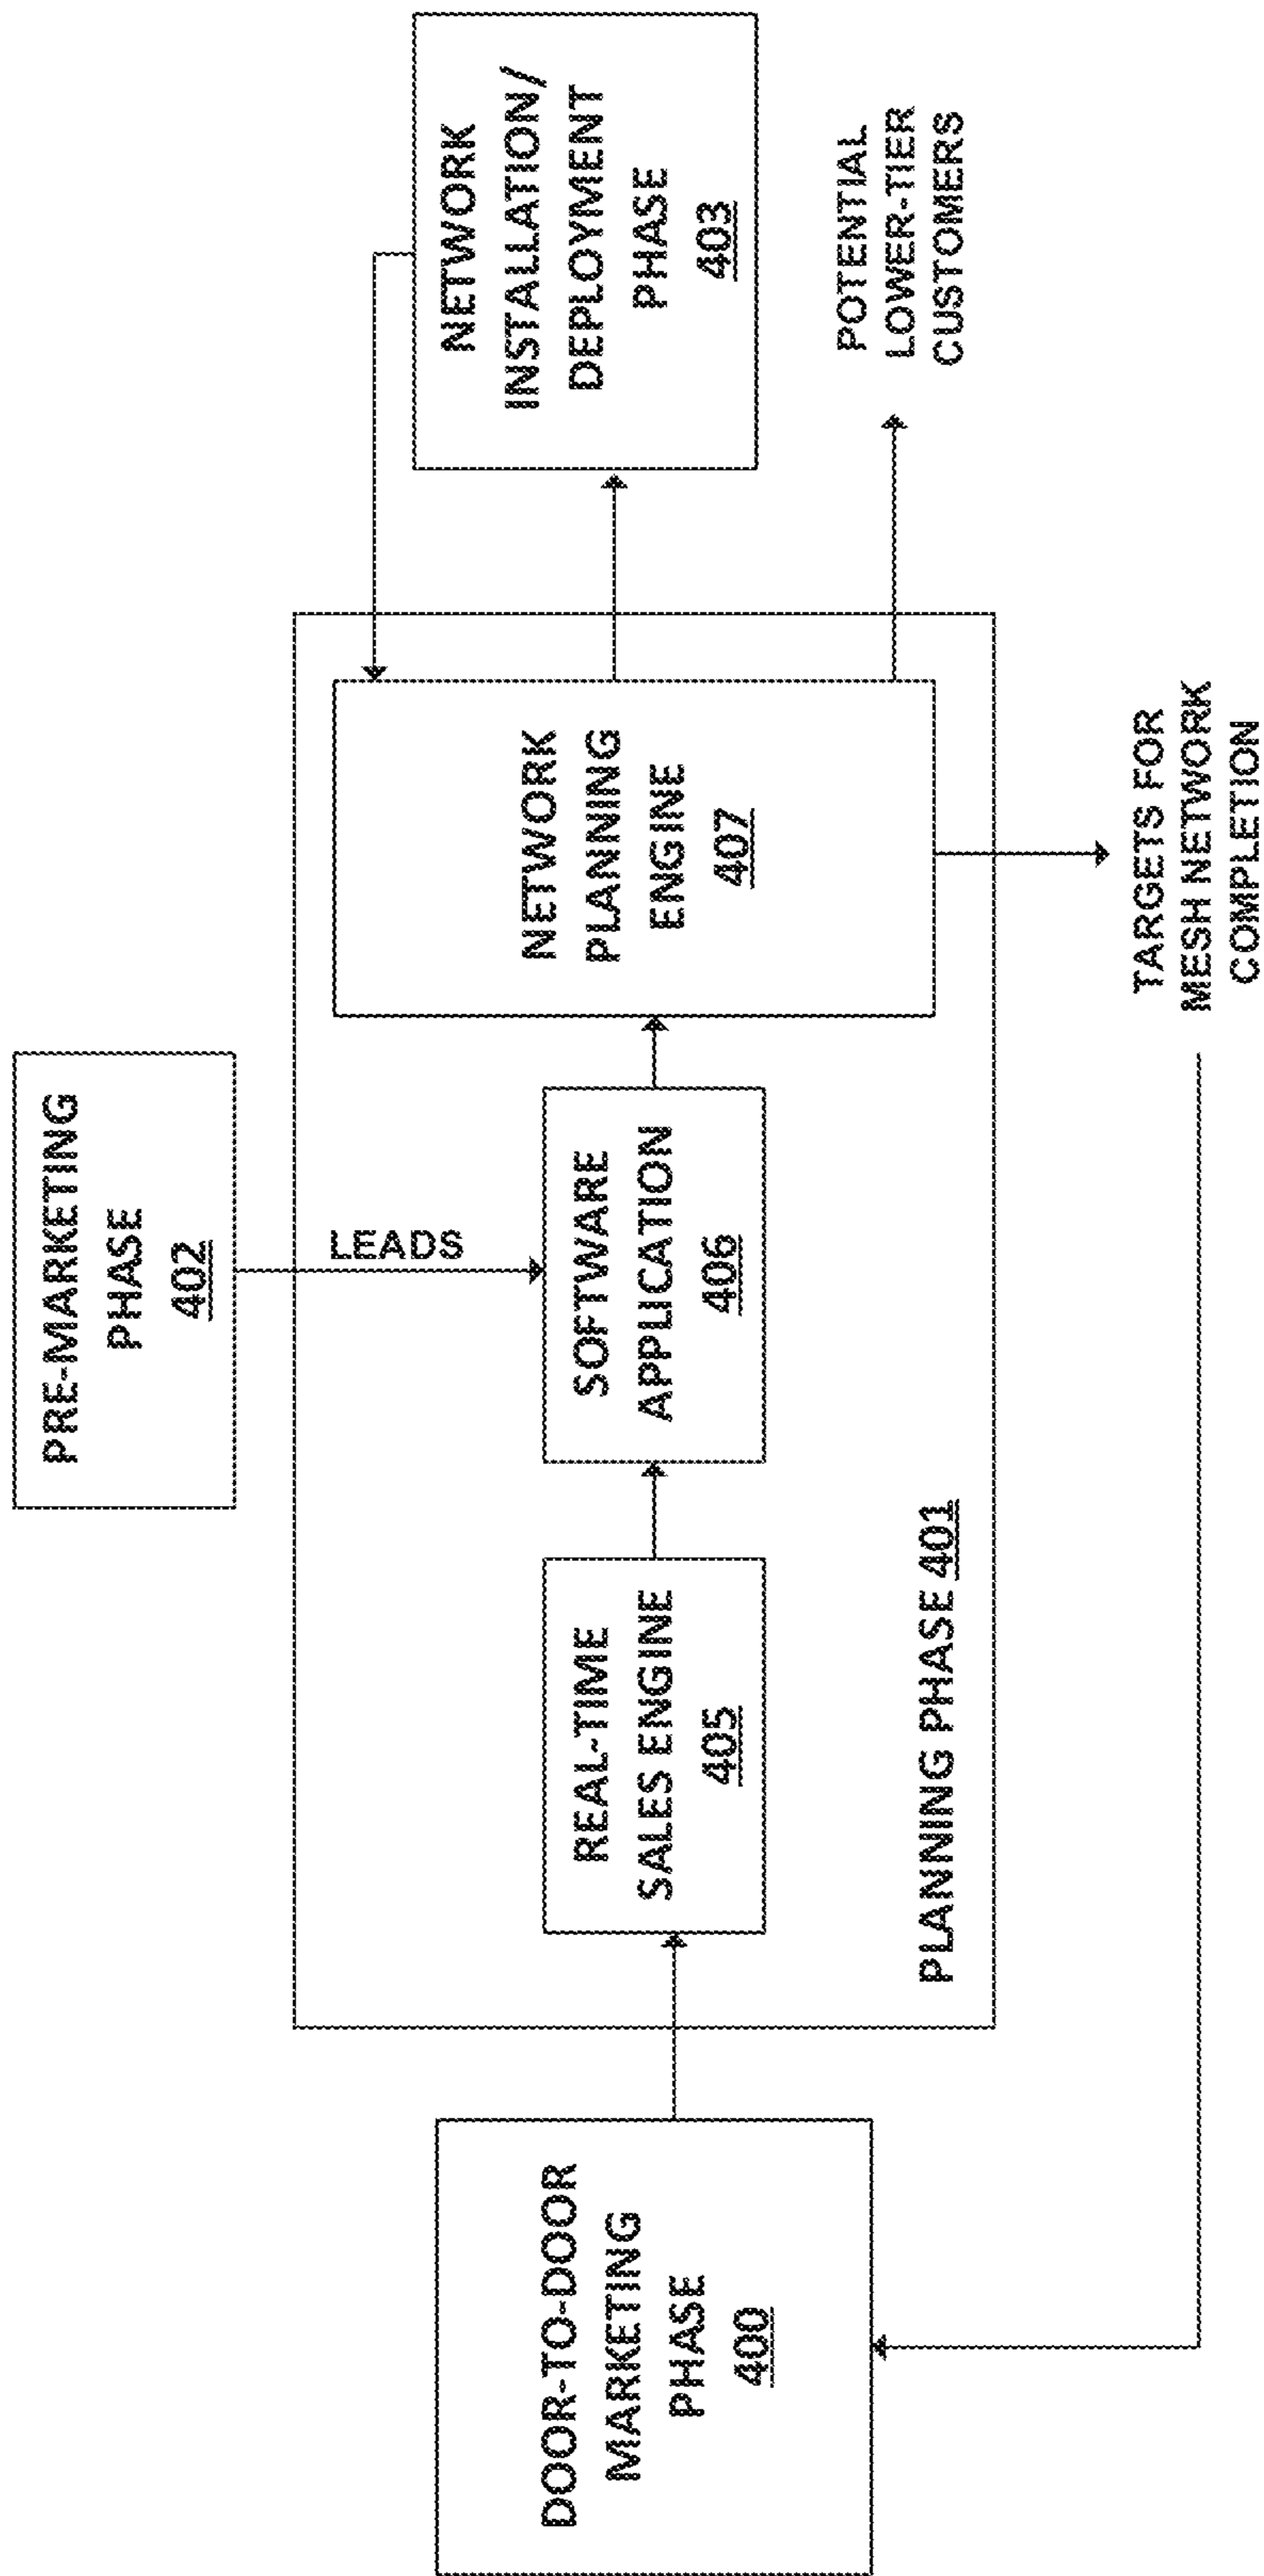 PRE-MARKETING
PHASE
402
LEADS
DOOR-TO-DOOR
MARKETING
PHASE
400
REAL-TIME
SALES ENGINE
405
SOFTWARE
APPLICATION
406
NETWORK
PLANNING
ENGINE
407
NETWORK
INSTALLATION/
DEPLOYMENT
PHASE
403
PLANNING PHASE 401
POTENTIAL
LOWER-TIER
CUSTOMERS
TARGETS FOR
MESH NETWORK
COMPLETION